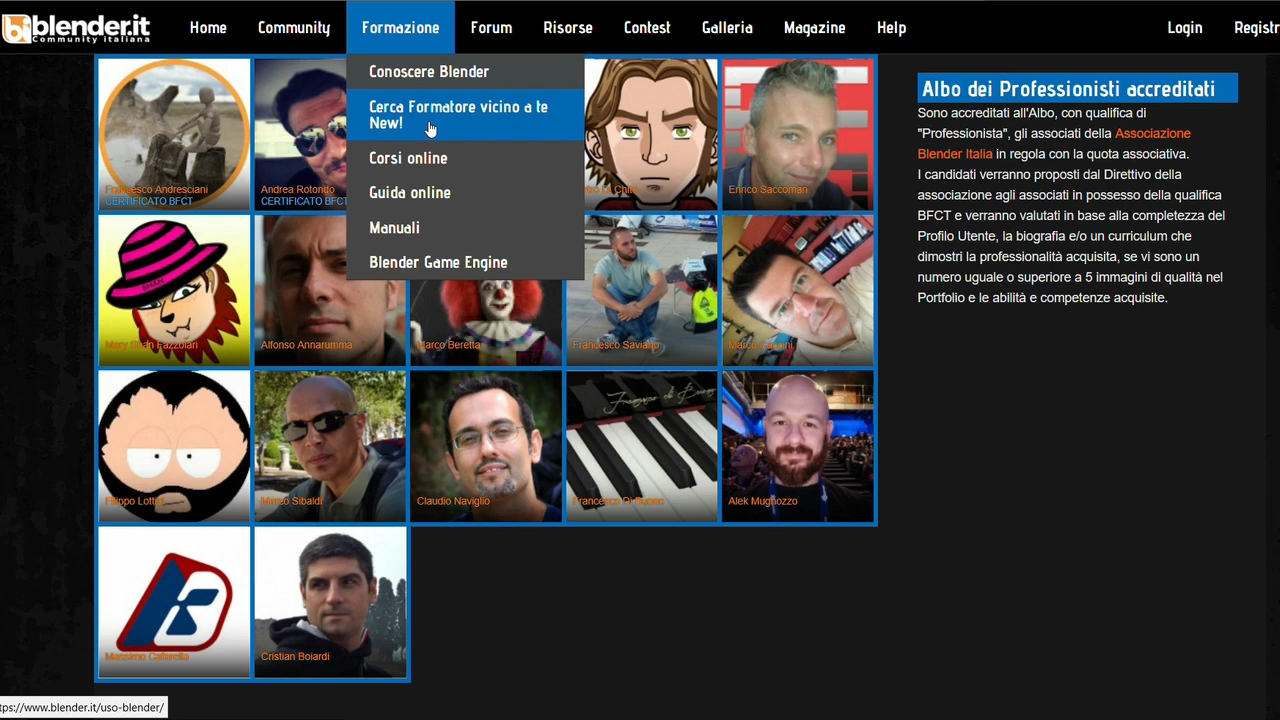 blender.it
Community italiana
Home
Community
Formazione
Forum
Risorse
Contest
Galleria
Magazine
Help
Login
Registr
Conoscere Blender
Cerca Formatore vicino a te
New!
Corsi online
Guida online
Manuali
Blender Game Engine
Francesco Andresciani
CERTIFICATO BFCT
Andrea Rotondo
CERTIFICATO BFCT
Enrico Saccoman
Alfonso Annarumma
Marco Beretta
Francesco Saviano
Filippo Lottici
Marco Sibaldi
Claudio Naviglio
Alek Mugnozzo
Cristian Boiardi
Albo dei Professionisti accreditati
Sono accreditati all'Albo, con qualifica di
"Professionista", gli associati della Associazione
Blender Italia in regola con la quota associativa.
I candidati verranno proposti dal Direttivo della
associazione agli associati in possesso della qualifica
BFCT e verranno valutati in base alla completezza del
Profilo Utente, la biografia e/o un curriculum che
dimostri la professionalità acquisita, se vi sono un
numero uguale o superiore a 5 immagini di qualità nel
Portfolio e le abilità e competenze acquisite.
tps://www.blender.it/uso-blender/